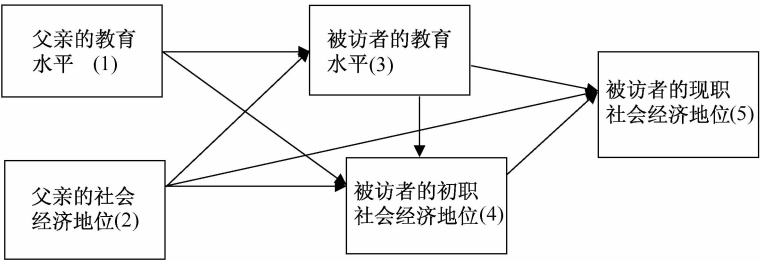 父亲的教育
水平 (1)
被访者的教育
水平(3)
被访者的现职
社会经济地位(5)
父亲的社会
经济地位(2)
被访者的初职
社会经济地位(4)